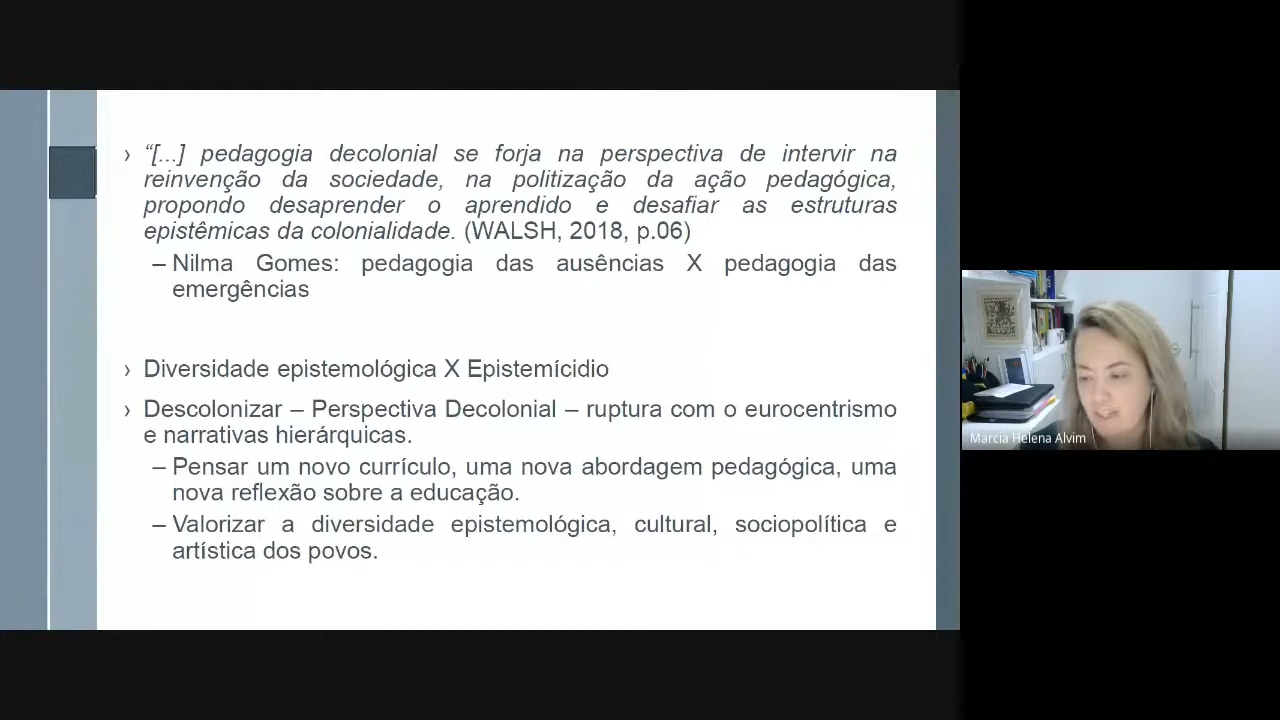 › “[...] pedagogia decolonial se forja na perspectiva de intervir na
reinvenção da sociedade, na politização da ação pedagógica,
propondo desaprender o aprendido e desafiar as estruturas
epistêmicas da colonialidade. (WALSH, 2018, p.06)
– Nilma Gomes: pedagogia das ausências X pedagogia das
emergências
› Diversidade epistemológica X Epistemícidio
› Descolonizar – Perspectiva Decolonial – ruptura com o eurocentrismo
e narrativas hierárquicas.
– Pensar um novo currículo, uma nova abordagem pedagógica, uma
nova reflexão sobre a educação.
– Valorizar a diversidade epistemológica, cultural, sociopolítica e
artística dos povos.
Marcia Helena Alvim